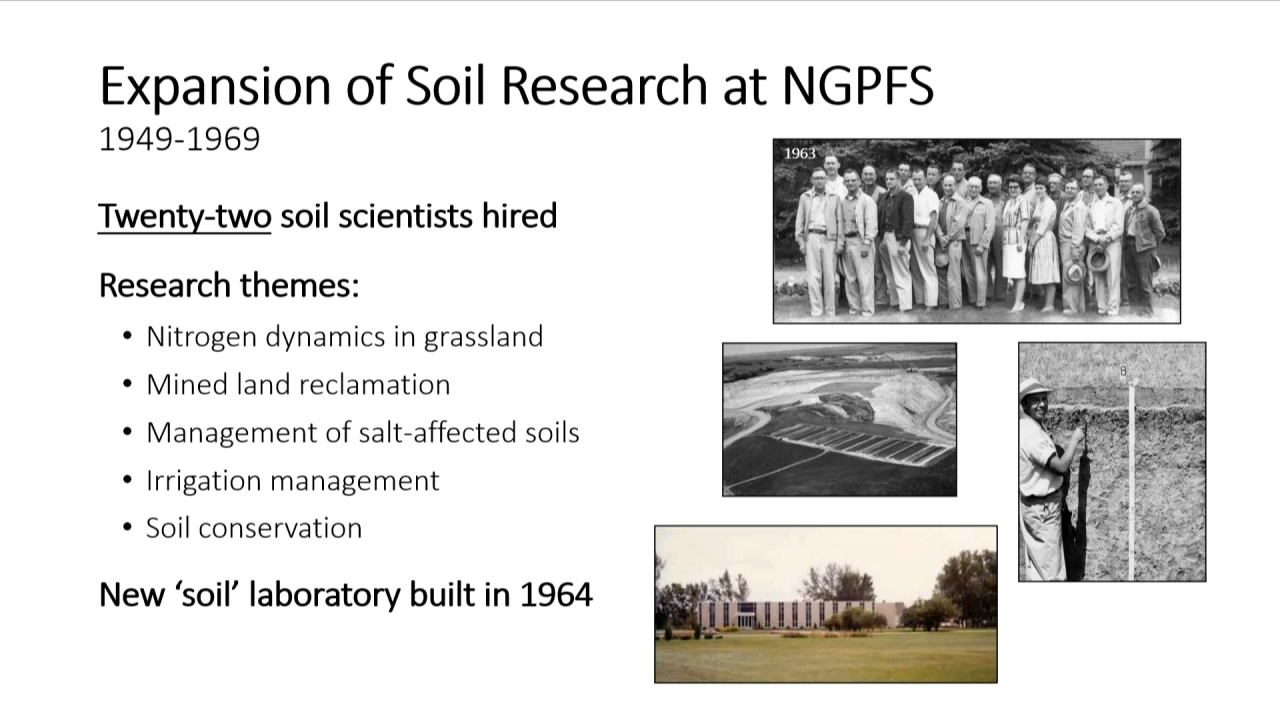 Expansion of Soil Research at NGPFS
1949-1969
1963
Twenty-two soil scientists hired
Research themes:
• Nitrogen dynamics in grassland
• Mined land reclamation
• Management of salt-affected soils
• Irrigation management
• Soil conservation
New ‘soil’ laboratory built in 1964
B